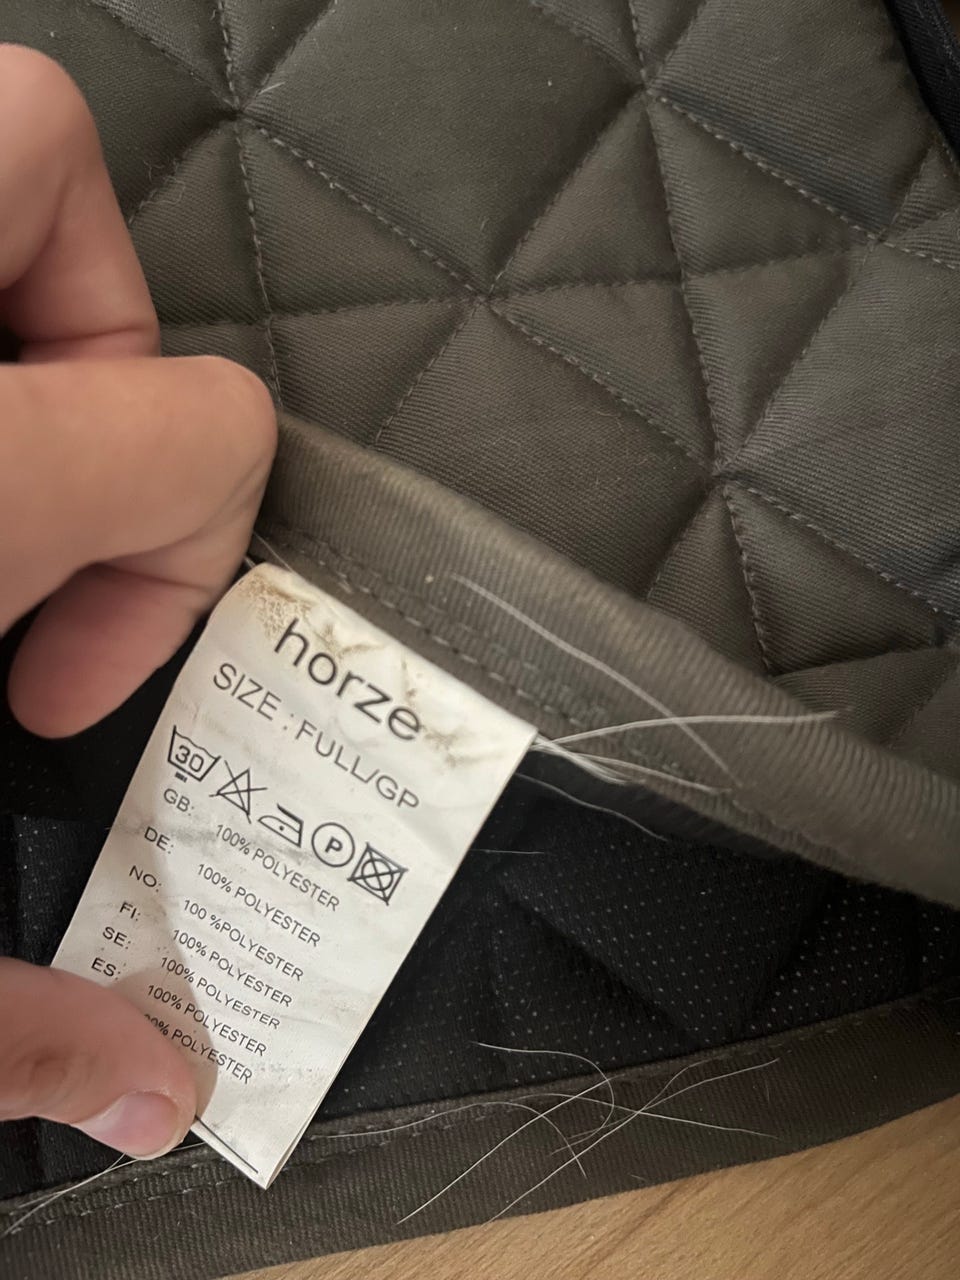 horze
SIZE : FULL/GP
30
P
GB: 100% POLYESTER
DE: 100% POLYESTER
NO: 100 %POLYESTER
FI: 100% POLYESTER
SE: 100% POLYESTER
ES: 100% POLYESTER
POLYESTER